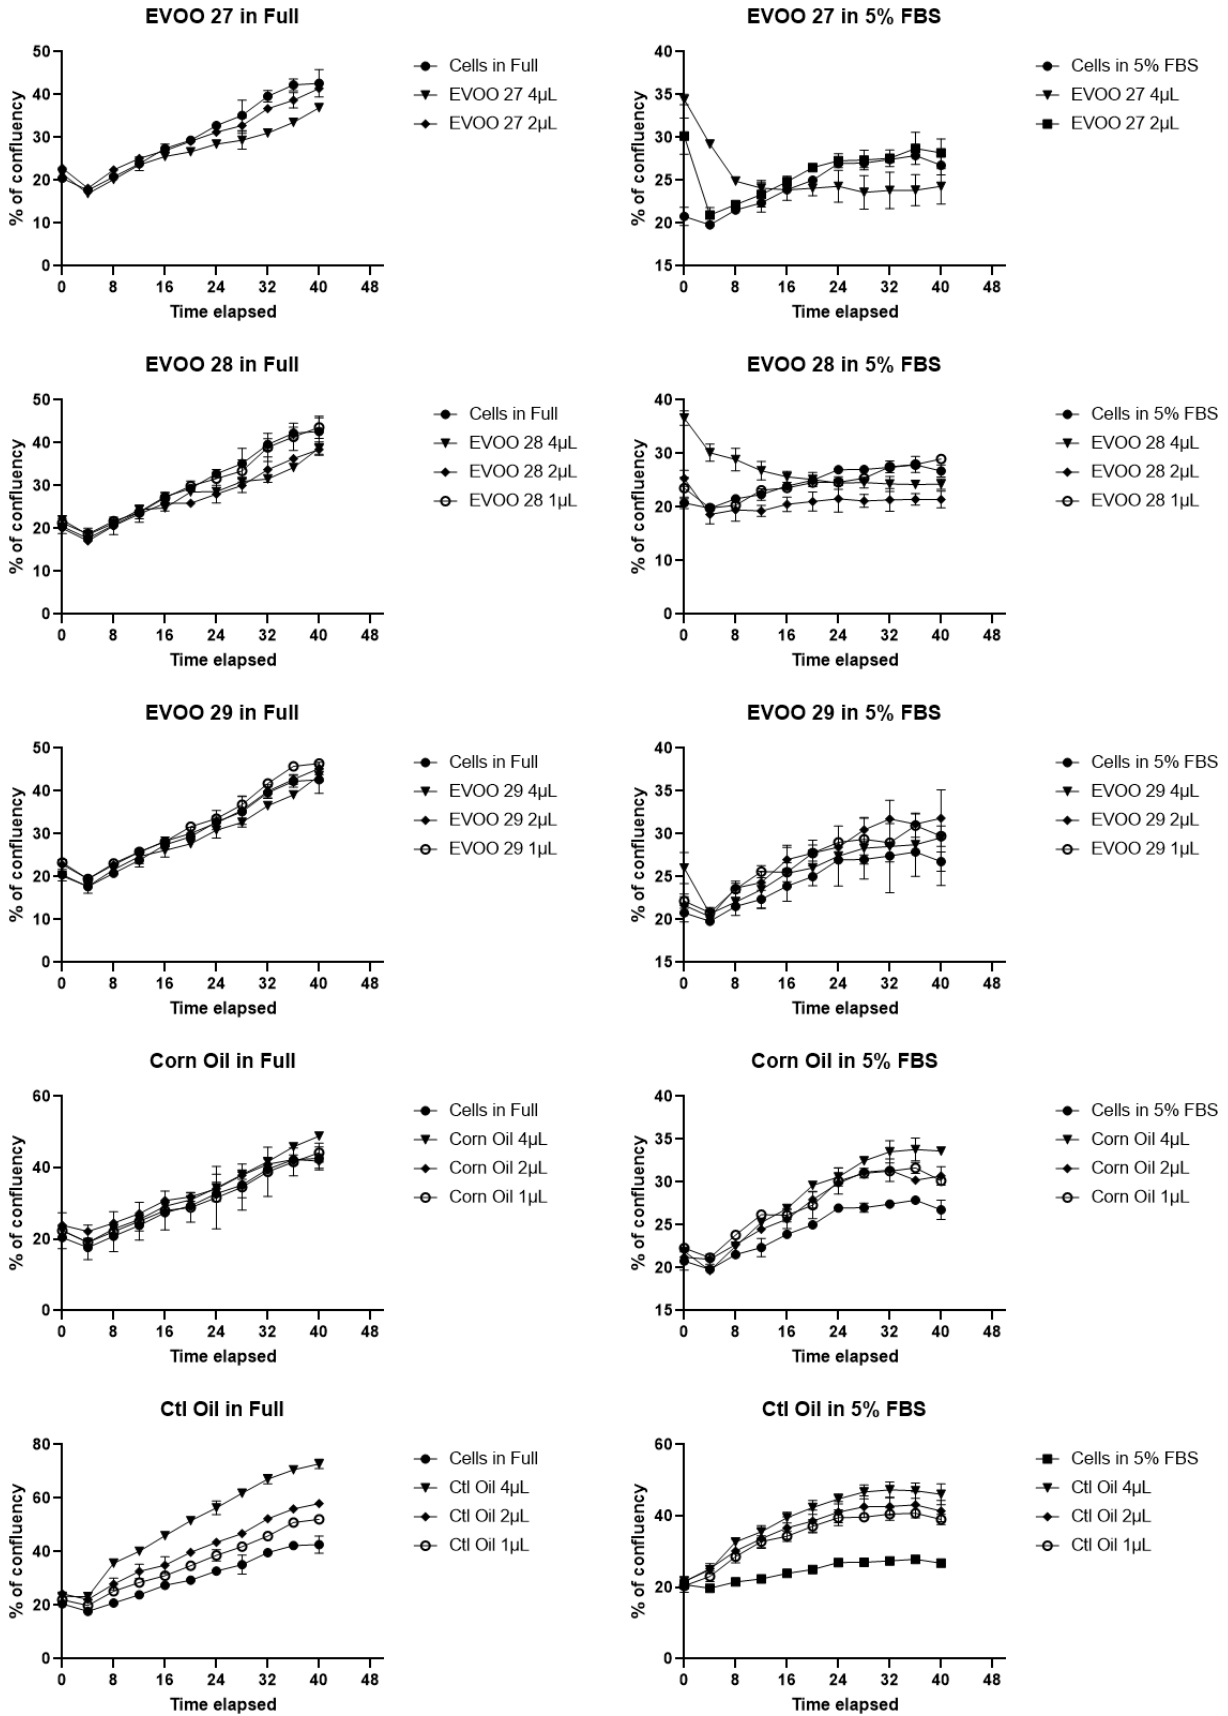 EVOO 27 in Full
50
40
30
20
10
0
% of confluency
0 8 16 24 32 40 48
Time elapsed
Cells in Full
EVOO 27 4µL
EVOO 27 2µL
EVOO 27 in 5% FBS
40
35
30
25
20
15
% of confluency
0 8 16 24 32 40 48
Time elapsed
Cells in 5% FBS
EVOO 27 4µL
EVOO 27 2µL
EVOO 28 in Full
50
40
30
20
10
0
% of confluency
0 8 16 24 32 40 48
Time elapsed
Cells in Full
EVOO 28 4µL
EVOO 28 2µL
EVOO 28 1µL
EVOO 28 in 5% FBS
40
30
20
10
0
% of confluency
0 8 16 24 32 40 48
Time elapsed
Cells in 5% FBS
EVOO 28 4µL
EVOO 28 2µL
EVOO 28 1µL
EVOO 29 in Full
50
40
30
20
10
0
% of confluency
0 8 16 24 32 40 48
Time elapsed
Cells in Full
EVOO 29 4µL
EVOO 29 2µL
EVOO 29 1µL
EVOO 29 in 5% FBS
40
35
30
25
20
15
% of confluency
0 8 16 24 32 40 48
Time elapsed
Cells in 5% FBS
EVOO 29 4µL
EVOO 29 2µL
EVOO 29 1µL
Corn Oil in Full
60
40
20
0
% of confluency
0 8 16 24 32 40 48
Time elapsed
Cells in Full
Corn Oil 4µL
Corn Oil 2µL
Corn Oil 1µL
Corn Oil in 5% FBS
40
35
30
25
20
15
% of confluency
0 8 16 24 32 40 48
Time elapsed
Cells in 5% FBS
Corn Oil 4µL
Corn Oil 2µL
Corn Oil 1µL
Ctl Oil in Full
80
60
40
20
0
% of confluency
0 8 16 24 32 40 48
Time elapsed
Cells in Full
Ctl Oil 4µL
Ctl Oil 2µL
Ctl Oil 1µL
Ctl Oil in 5% FBS
60
40
20
0
% of confluency
0 8 16 24 32 40 48
Time elapsed
Cells in 5% FBS
Ctl Oil 4µL
Ctl Oil 2µL
Ctl Oil 1µL